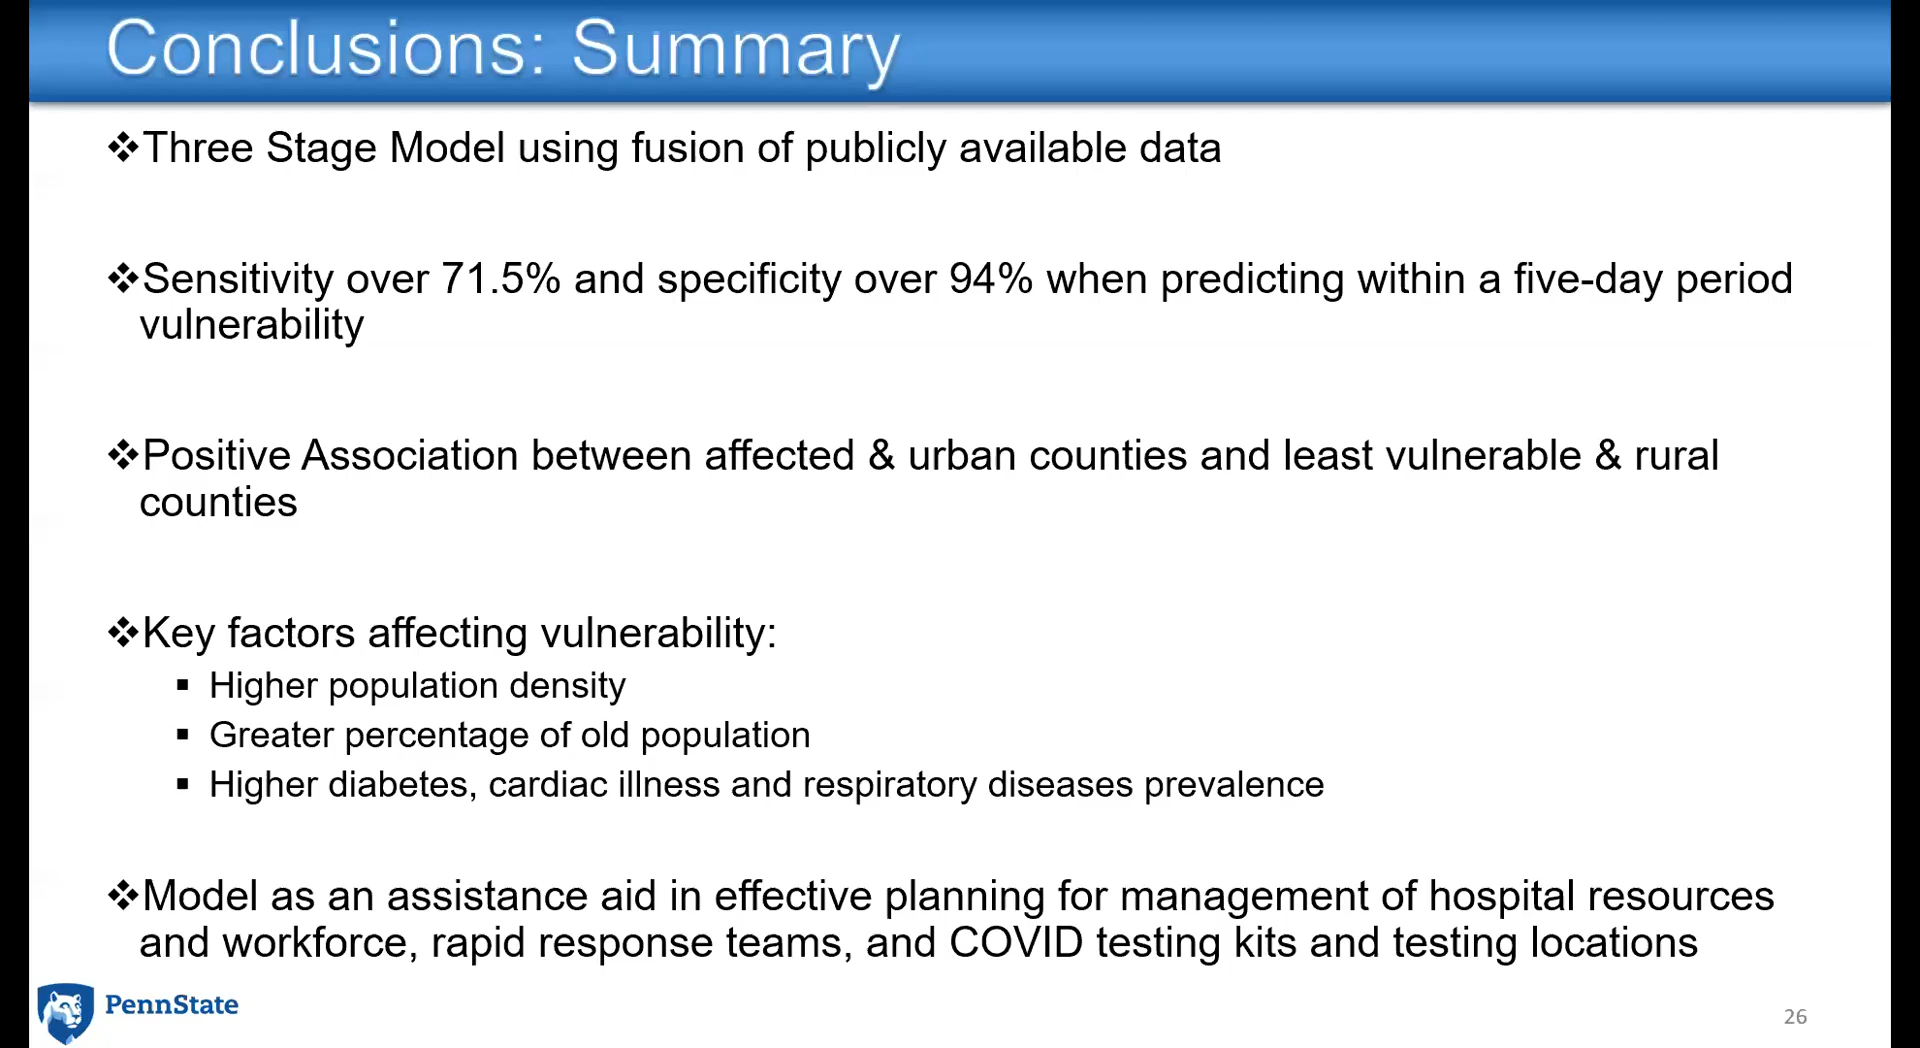 Conclusions: Summary
❖Three Stage Model using fusion of publicly available data
❖Sensitivity over 71.5% and specificity over 94% when predicting within a five-day period
vulnerability
❖Positive Association between affected & urban counties and least vulnerable & rural
counties
❖Key factors affecting vulnerability:
▪ Higher population density
▪ Greater percentage of old population
▪ Higher diabetes, cardiac illness and respiratory diseases prevalence
❖Model as an assistance aid in effective planning for management of hospital resources
and workforce, rapid response teams, and COVID testing kits and testing locations
PennState
26